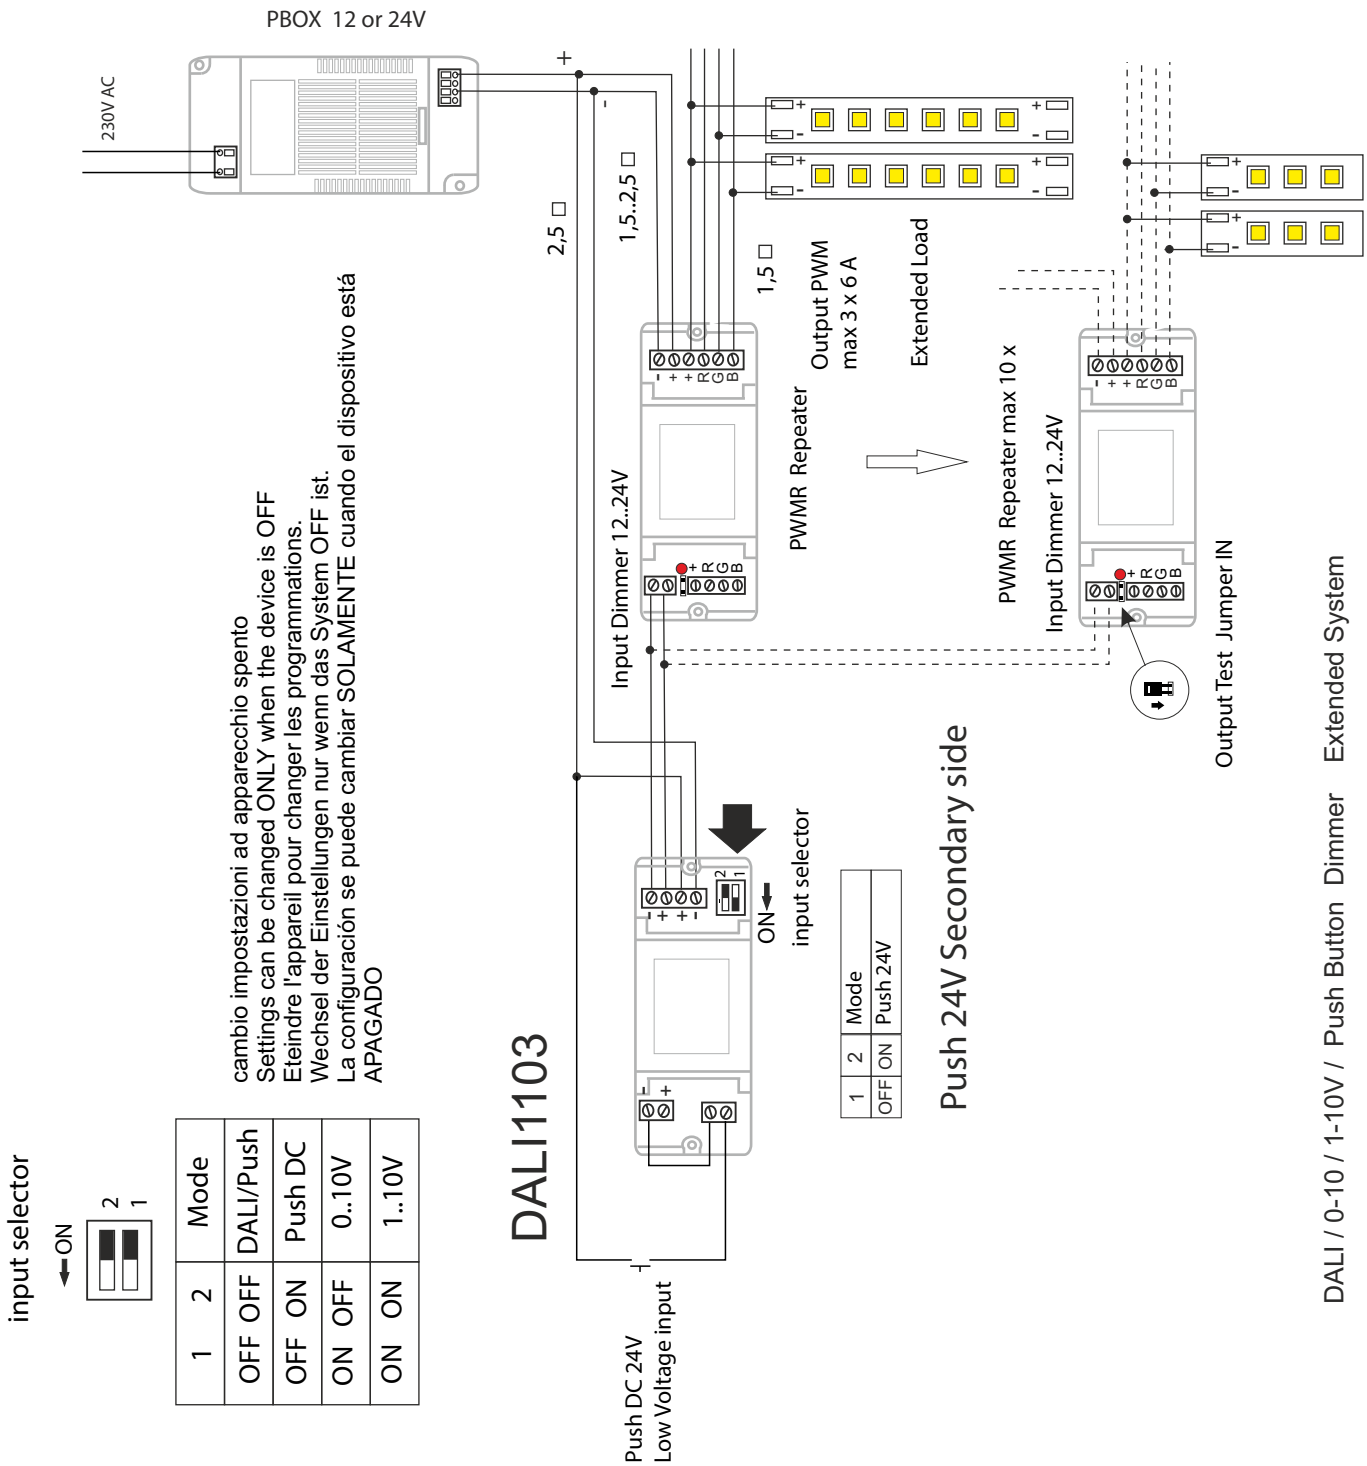 PBOX 12 or 24V
230V AC
input selector
ON
2
1
1 2 Mode
OFF OFF DALI/Push
OFF ON Push DC
ON OFF 0..10V
ON ON 1..10V
cambio impostazioni ad apparecchio spento
Settings can be changed ONLY when the device is OFF
Eteindre l'appareil pour changer les programmations.
Wechsel der Einstellungen nur wenn das System OFF ist.
La configuración se puede cambiar SOLAMENTE cuando el dispositivo está
APAGADO
+
-
2,5 □
1,5..2,5 □
1,5 □
+ +
- -
+ +
- -
Output PWM
max 3 x 6 A
Extended Load
+
-
+
-
Input Dimmer 12..24V
- + + R G B
+ R G B
PWMR Repeater
PWMR Repeater max 10 x
Input Dimmer 12..24V
- + + R G B
+ R G B
Output Test Jumper IN
DALI1103
- +
- + + -
2
1
ON
input selector
1 2 Mode
OFF ON Push 24V
Push 24V Secondary side
Push DC 24V
Low Voltage input
DALI / 0-10 / 1-10V / Push Button Dimmer Extended System